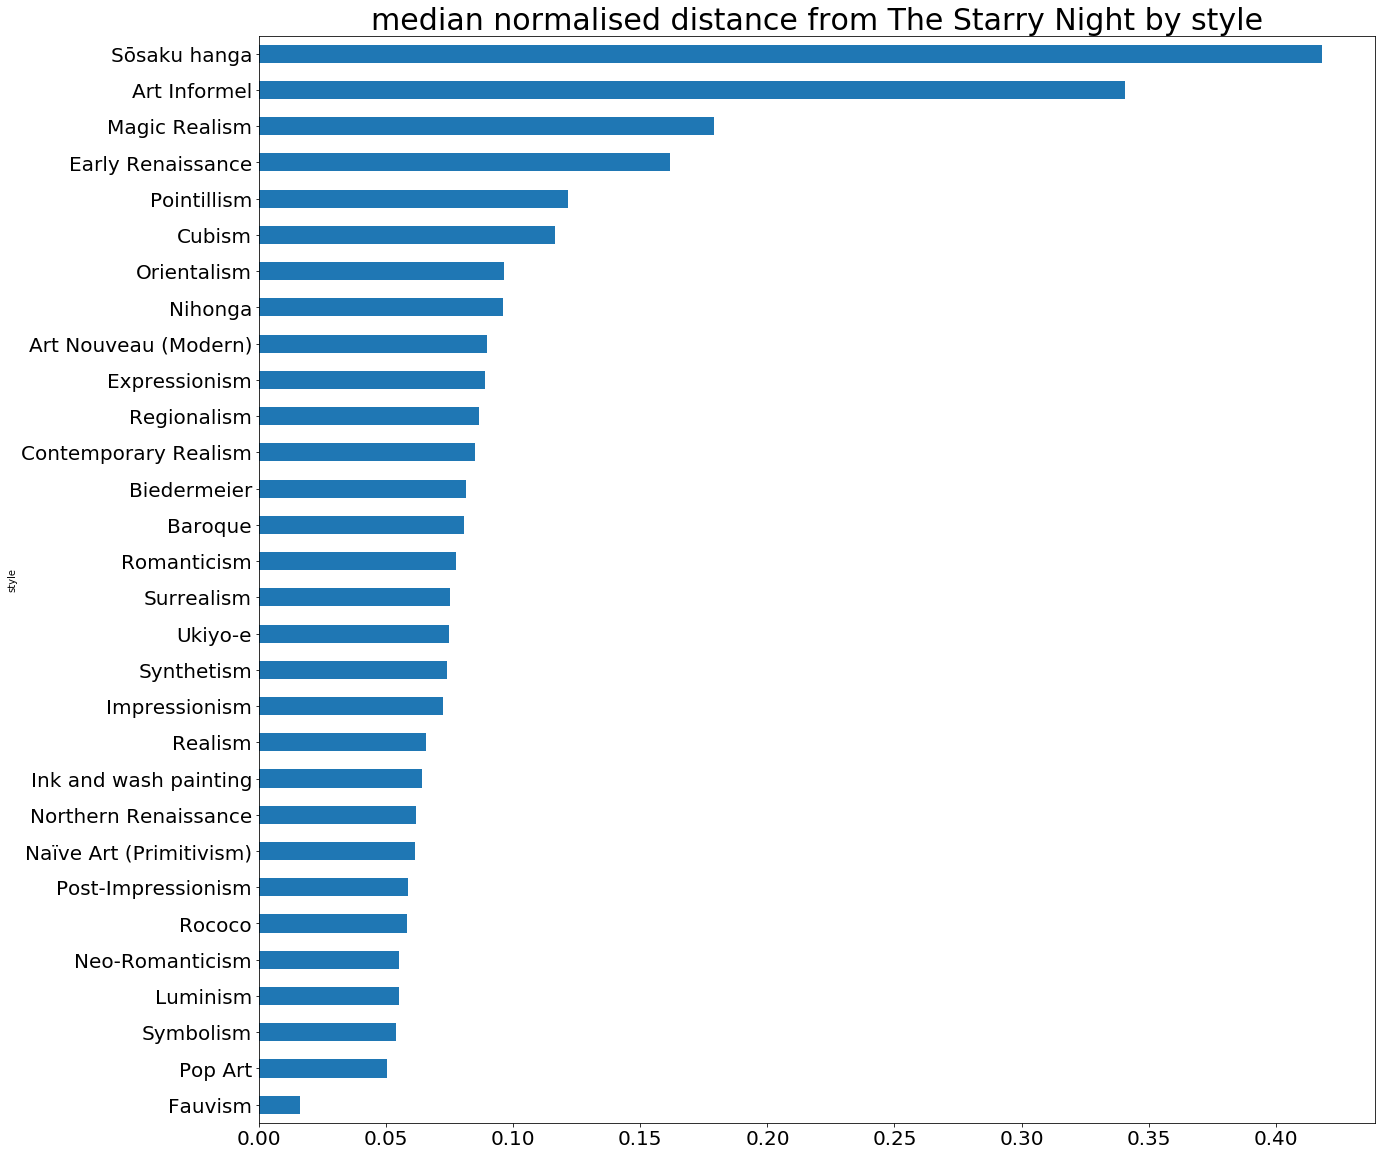 median normalised distance from The Starry Night by style
Sōsaku hanga
Art Informel
Magic Realism
Early Renaissance
Pointillism
Cubism
Orientalism
Nihonga
Art Nouveau (Modern)
Expressionism
Regionalism
Contemporary Realism
Biedermeier
Baroque
Romanticism
Surrealism
Ukiyo-e
Synthetism
Impressionism
Realism
Ink and wash painting
Northern Renaissance
Naïve Art (Primitivism)
Post-Impressionism
Rococo
Neo-Romanticism
Luminism
Symbolism
Pop Art
Fauvism
style
0.00 0.05 0.10 0.15 0.20 0.25 0.30 0.35 0.40